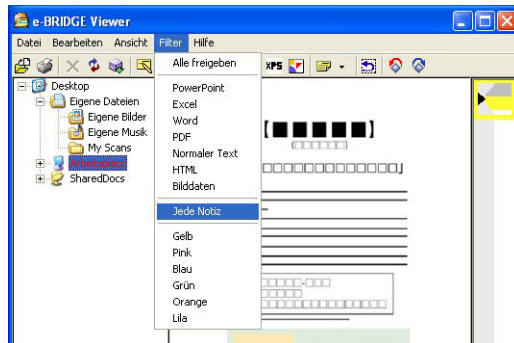 e-BRIDGE Viewer
Datei Bearbeiten Ansicht Filter Hilfe
XPS
Desktop
Eigene Dateien
Eigene Bilder
Eigene Musik
My Scans
Arbeitsplatz
SharedDocs
Alle freigeben
PowerPoint
Excel
Word
PDF
Normaler Text
HTML
Bilddaten
Jede Notiz
Gelb
Pink
Blau
Grün
Orange
Lila